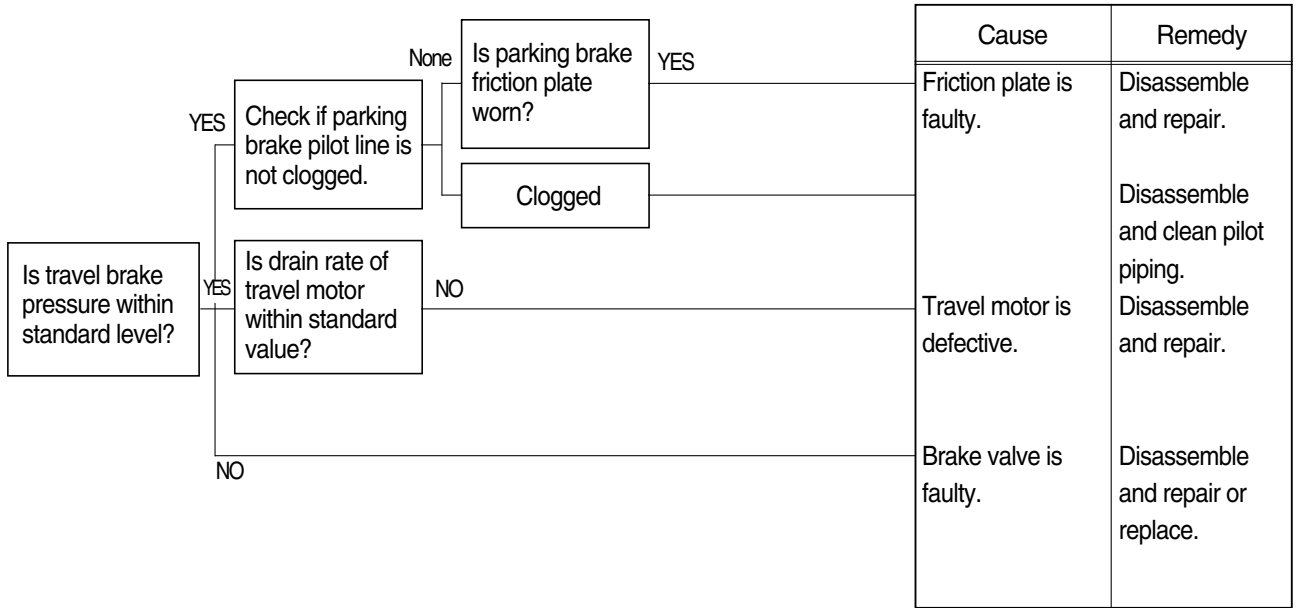 Cause
Remedy
None
Is parking brake
friction plate
worn?
YES
Friction plate is
faulty.
Disassemble
and repair.
YES
Check if parking
brake pilot line is
not clogged.
Clogged
Disassemble
and clean pilot
piping.
Is travel brake
pressure within
standard level?
YES
Is drain rate of
travel motor
within standard
value?
NO
Travel motor is
defective.
Disassemble
and repair.
NO
Brake valve is
faulty.
Disassemble
and repair or
replace.